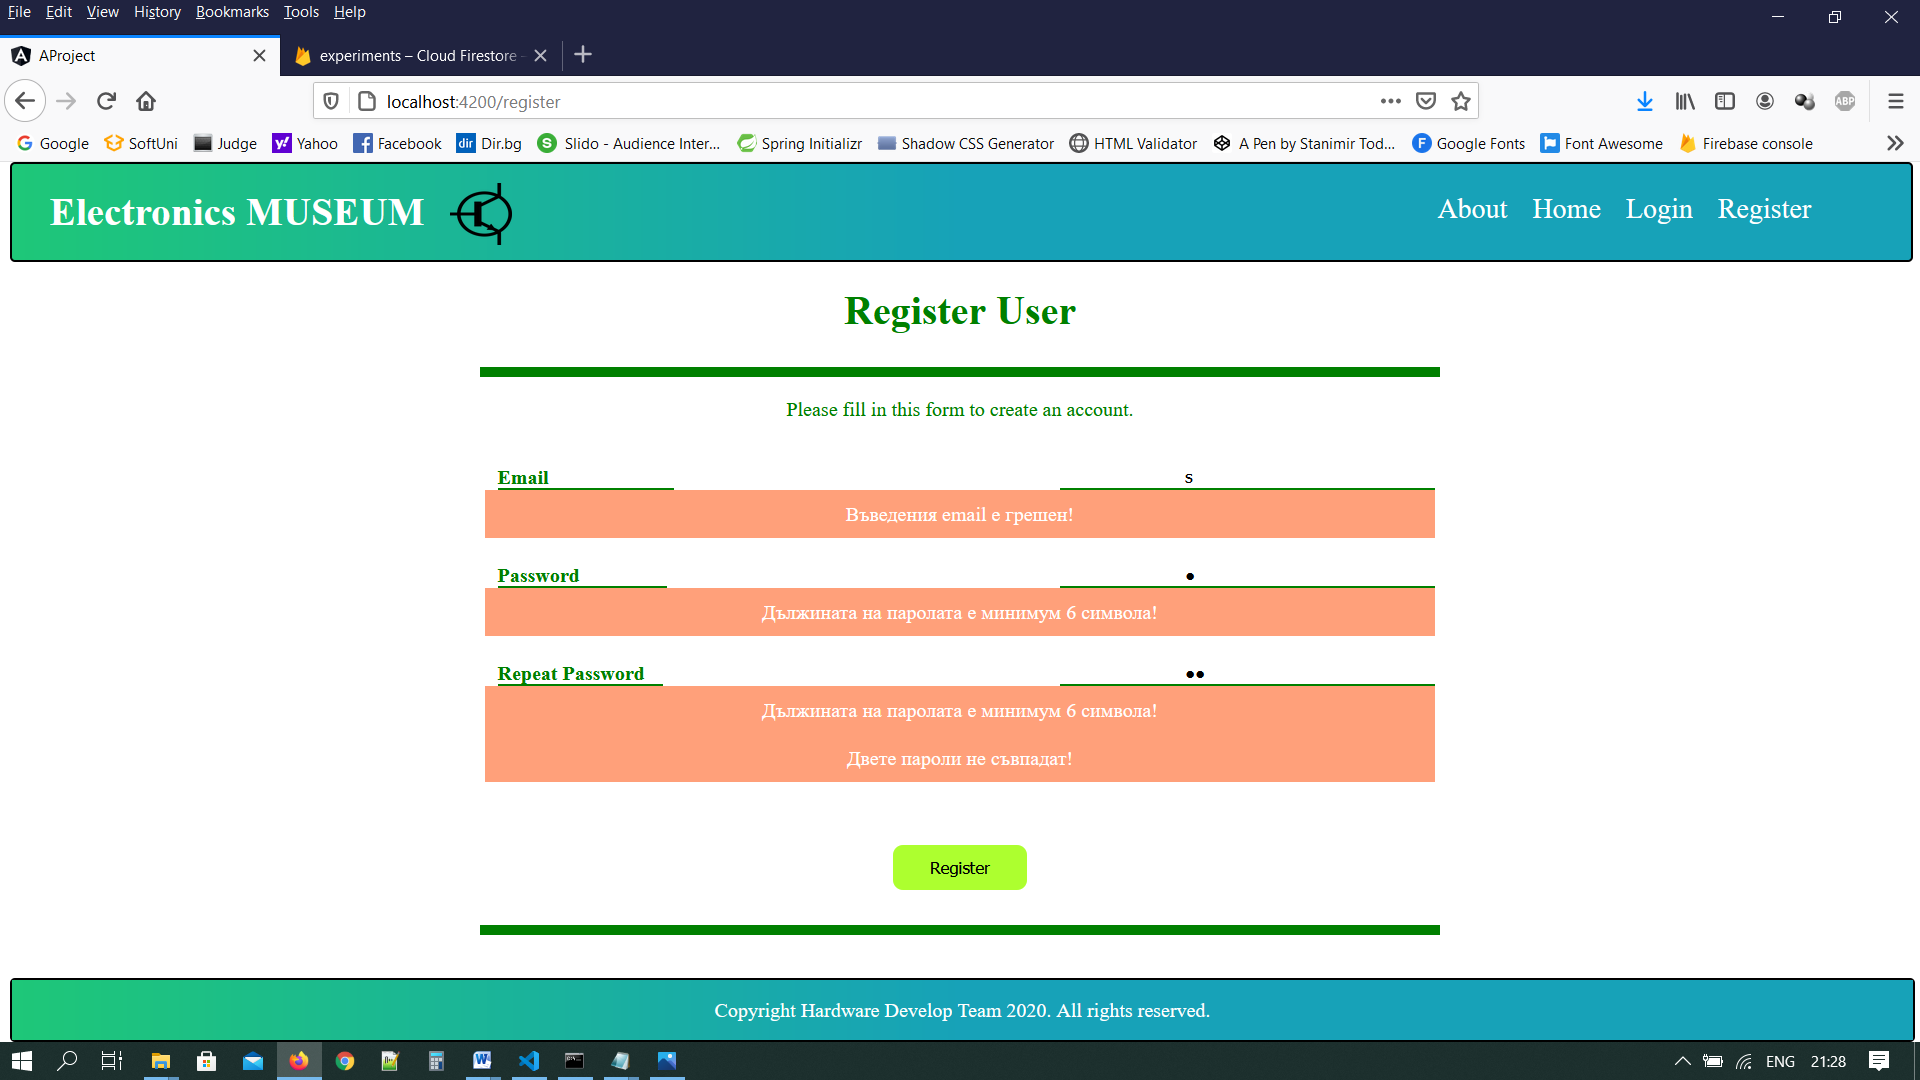 File Edit View History Bookmarks Tools Help
AProject
experiments – Cloud Firestore
localhost:4200/register
ABP
Google SoftUni Judge Yahoo Facebook Dir.bg Slido - Audience Inter... Spring Initializr Shadow CSS Generator HTML Validator A Pen by Stanimir Tod... Google Fonts Font Awesome Firebase console
Electronics MUSEUM About Home Login Register
Register User
Please fill in this form to create an account.
Email s
Въведения email е грешен!
Password
Дължината на паролата е минимум 6 символа!
Repeat Password
Дължината на паролата е минимум 6 символа!
Двете пароли не съвпадат!
Register
Copyright Hardware Develop Team 2020. All rights reserved.
ENG 21:28